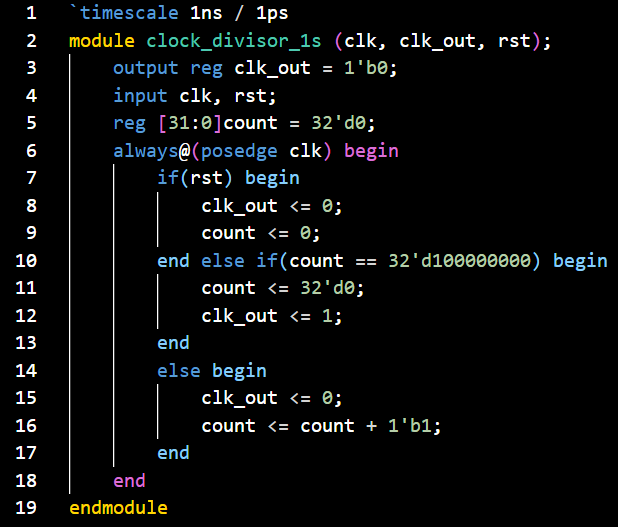 1 `timescale 1ns / 1ps
2 module clock_divisor_1s (clk, clk_out, rst);
3     output reg clk_out = 1'b0;
4     input clk, rst;
5     reg [31:0]count = 32'd0;
6     always@(posedge clk) begin
7         if(rst) begin
8             clk_out <= 0;
9             count <= 0;
10         end else if(count == 32'd100000000) begin
11             count <= 32'd0;
12             clk_out <= 1;
13         end
14         else begin
15             clk_out <= 0;
16             count <= count + 1'b1;
17         end
18     end
19 endmodule